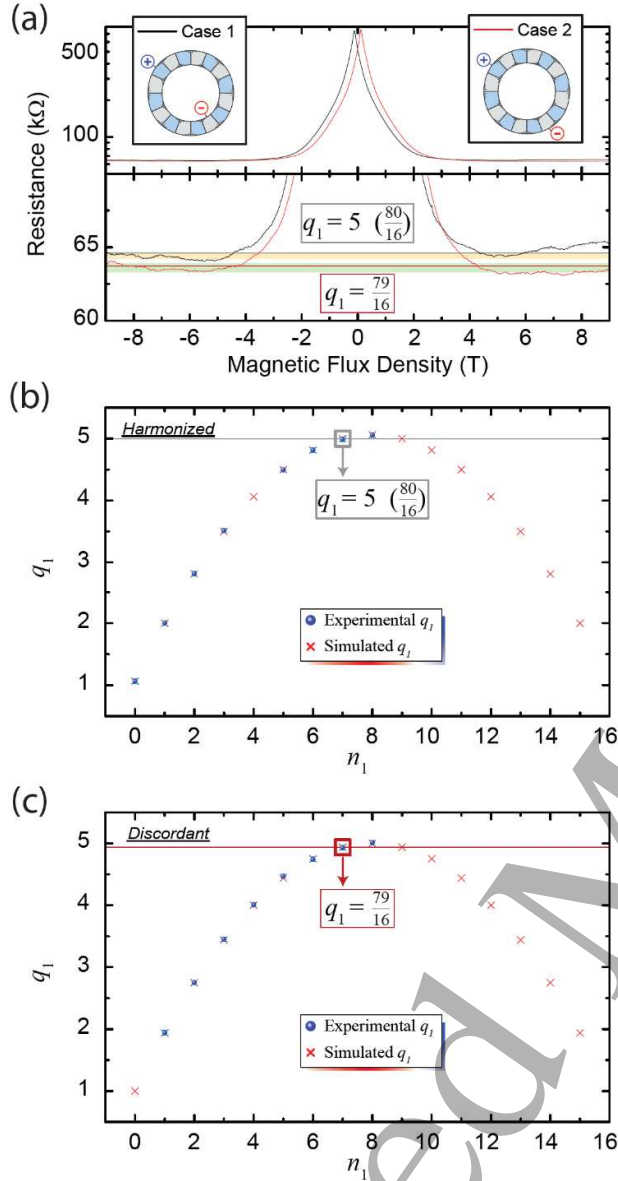 (a)
Case 1
Case 2
+
−
+
−
Resistance (kΩ)
500
100
65
60
q₁ = 5 (80/16)
q₁ = 79/16
-8 -6 -4 -2 0 2 4 6 8
Magnetic Flux Density (T)
(b)
Harmonized
q₁
5
4
3
2
1
q₁ = 5 (80/16)
Experimental q₁
Simulated q₁
0 2 4 6 8 10 12 14 16
n₁
(c)
Discordant
q₁
5
4
3
2
1
q₁ = 79/16
Experimental q₁
Simulated q₁
0 2 4 6 8 10 12 14 16
n₁
ed M